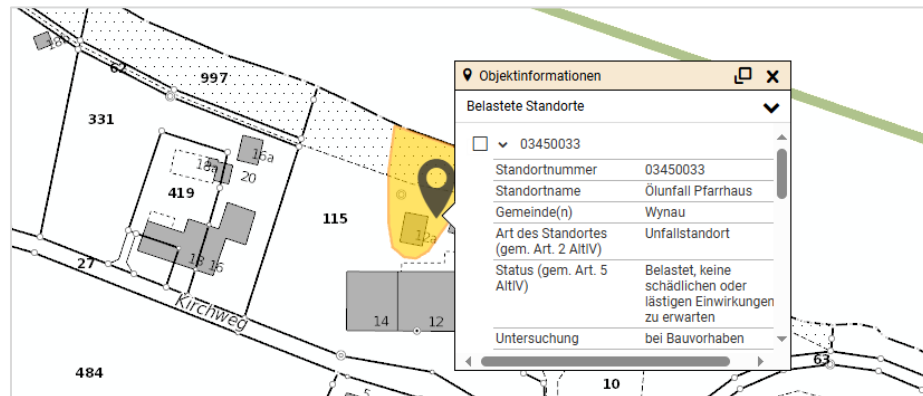 18b
62
997
331
16a
18a
20
419
115
12a
27
18 16
Kirchweg
14
12
484
5
10
63
Objektinformationen
Belastete Standorte
03450033
Standortnummer 03450033
Standortname Ölunfall Pfarrhaus
Gemeinde(n) Wynau
Art des Standortes Unfallstandort
(gem. Art. 2 AltlV)
Status (gem. Art. 5 Belastet, keine
AltlV) schädlichen oder
lästigen Einwirkungen
zu erwarten
Untersuchung bei Bauvorhaben